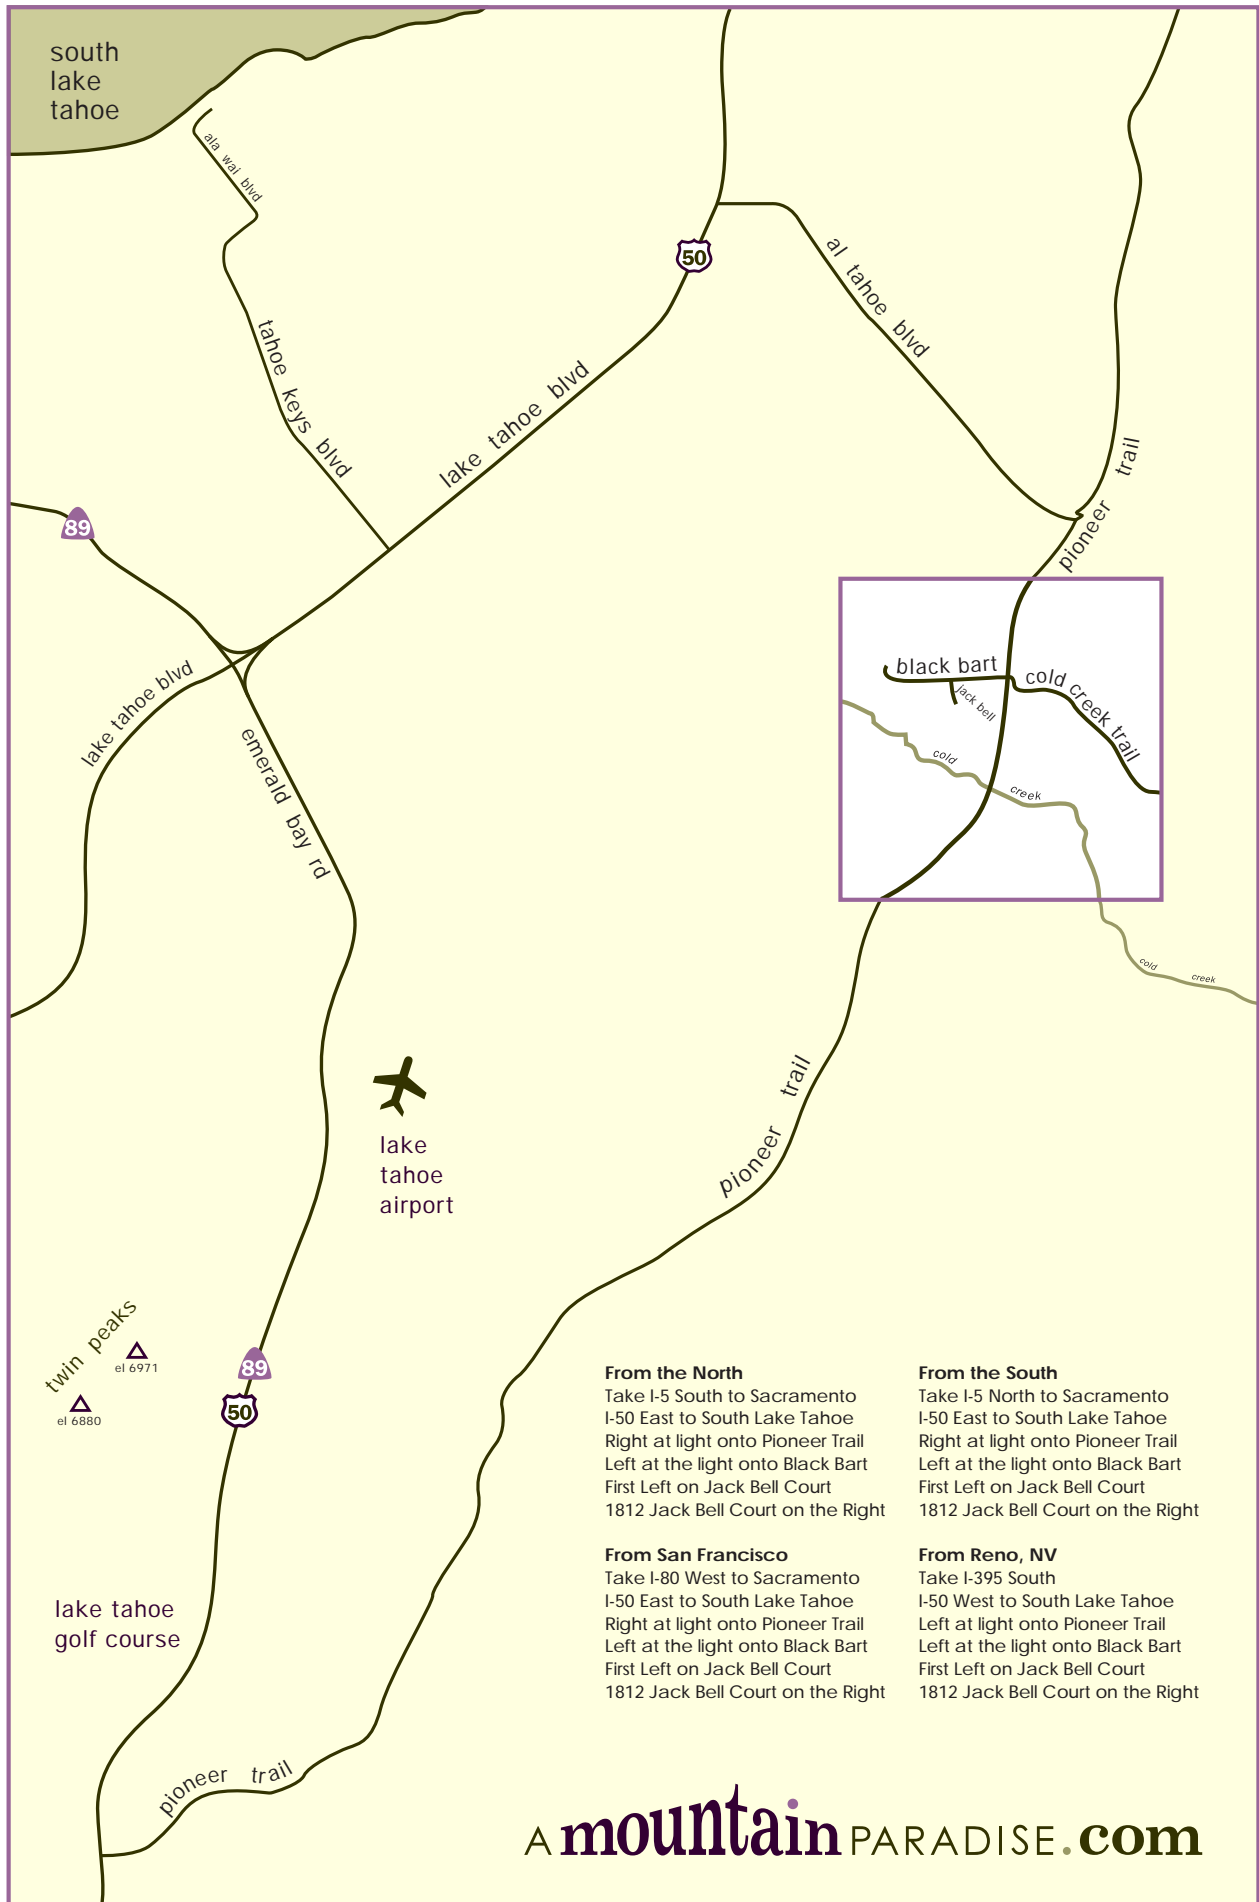 south
lake
tahoe
ala wai blvd
50
al tahoe blvd
tahoe keys blvd
lake tahoe blvd
pioneer trail
89
black bart
cold creek trail
jack bell
lake tahoe blvd
emerald bay rd
cold creek
cold creek
lake
tahoe
airport
pioneer trail
twin peaks
el 6971
el 6880
89
50
From the North
Take I-5 South to Sacramento
I-50 East to South Lake Tahoe
Right at light onto Pioneer Trail
Left at the light onto Black Bart
First Left on Jack Bell Court
1812 Jack Bell Court on the Right
From the South
Take I-5 North to Sacramento
I-50 East to South Lake Tahoe
Right at light onto Pioneer Trail
Left at the light onto Black Bart
First Left on Jack Bell Court
1812 Jack Bell Court on the Right
From San Francisco
Take I-80 West to Sacramento
I-50 East to South Lake Tahoe
Right at light onto Pioneer Trail
Left at the light onto Black Bart
First Left on Jack Bell Court
1812 Jack Bell Court on the Right
From Reno, NV
Take I-395 South
I-50 West to South Lake Tahoe
Left at light onto Pioneer Trail
Left at the light onto Black Bart
First Left on Jack Bell Court
1812 Jack Bell Court on the Right
lake tahoe
golf course
pioneer trail
A mountain PARADISE.com